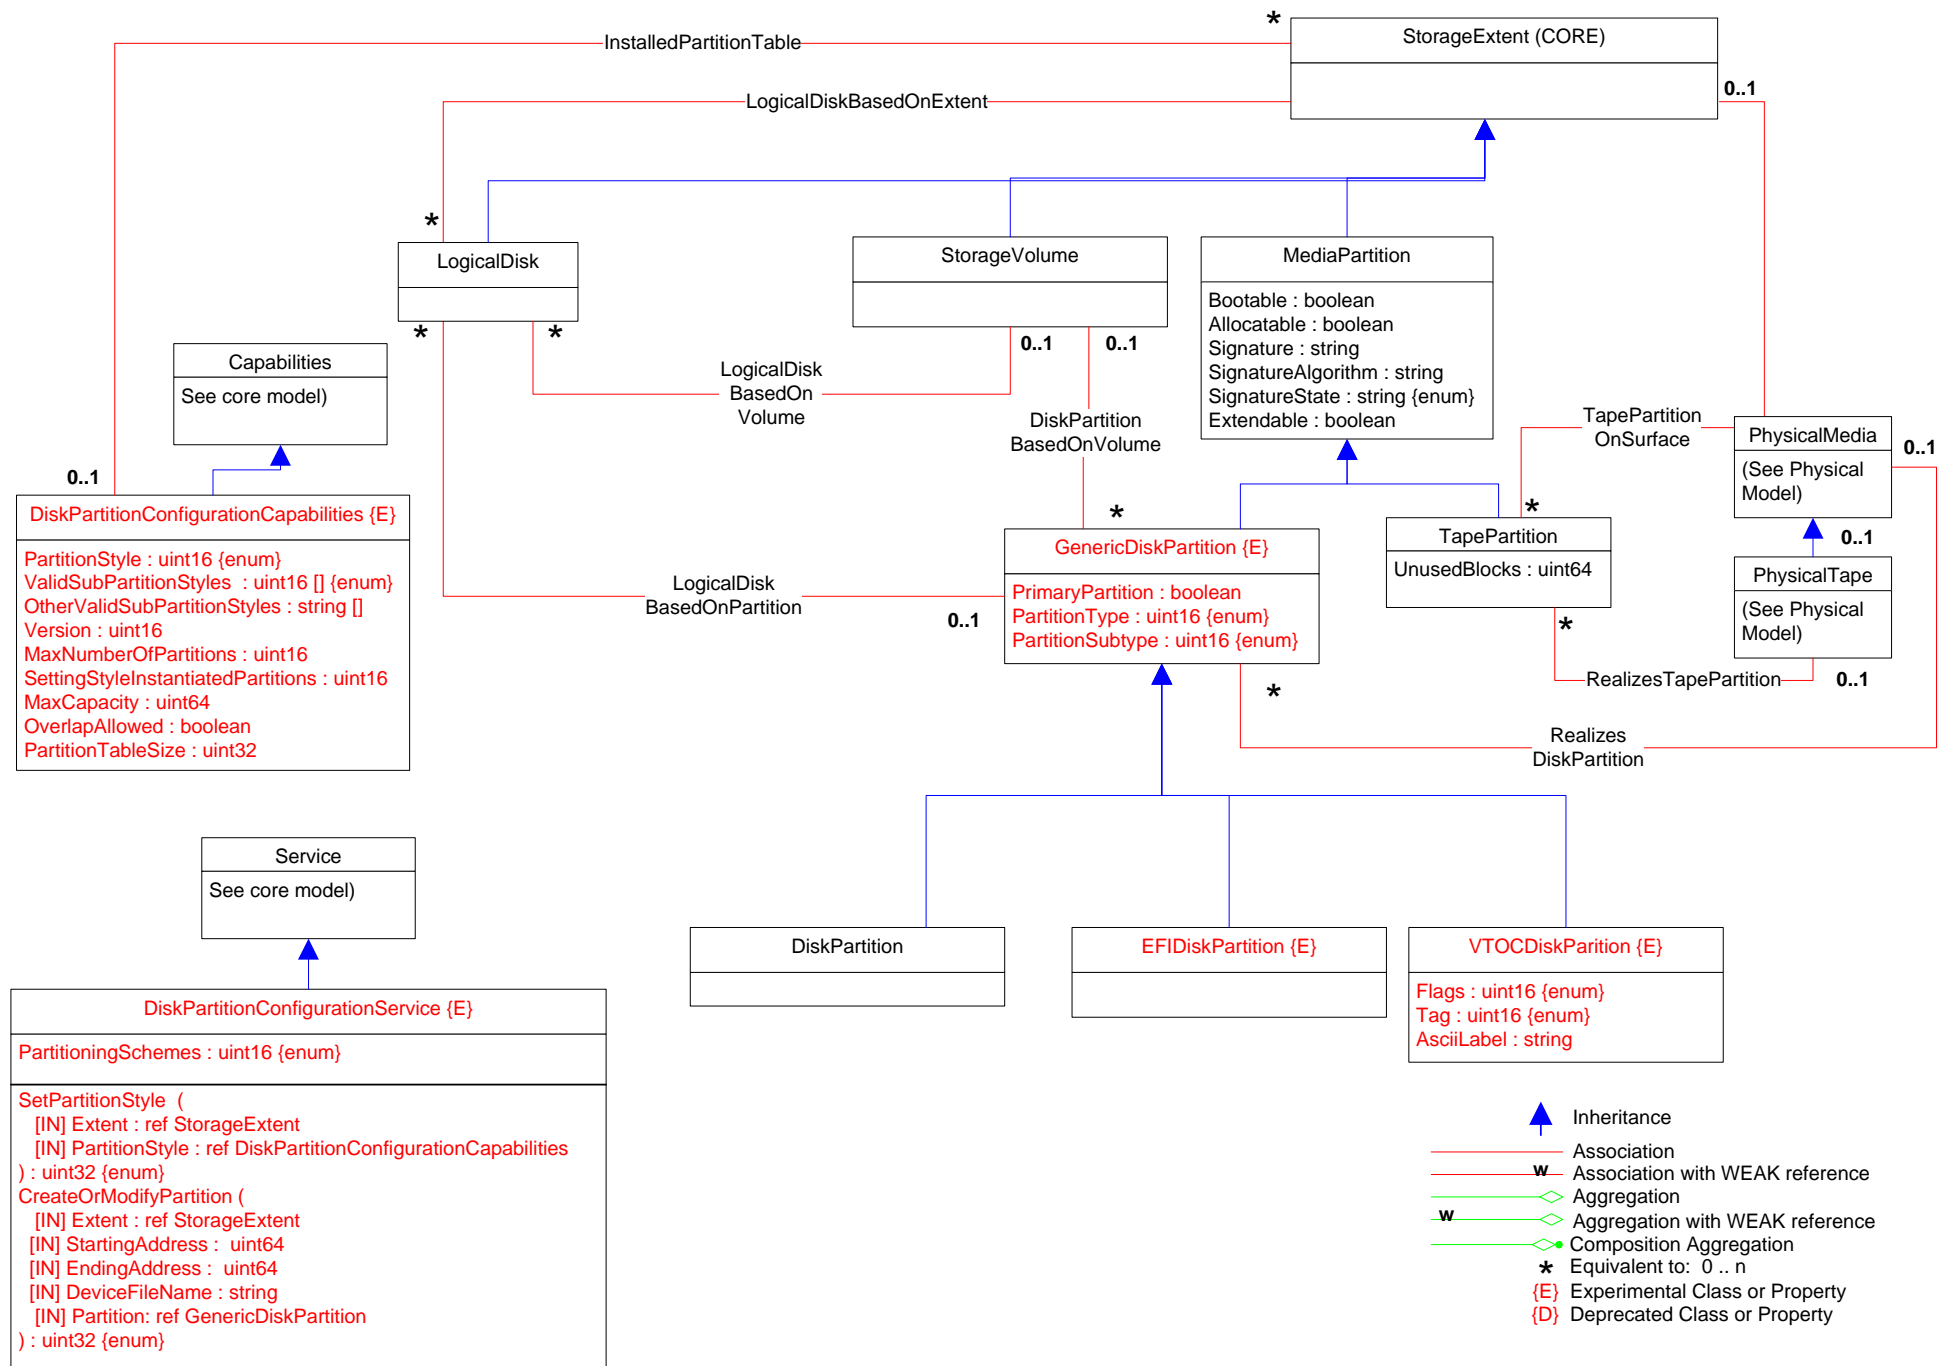 *
StorageExtent (CORE)
InstalledPartitionTable
LogicalDiskBasedOnExtent
0..1
*
LogicalDisk
StorageVolume
MediaPartition
Bootable : boolean
Allocatable : boolean
Signature : string
SignatureAlgorithm : string
SignatureState : string {enum}
Extendable : boolean
*
*
0..1
0..1
Capabilities
See core model)
LogicalDisk
BasedOn
Volume
DiskPartition
BasedOnVolume
TapePartition
OnSurface
PhysicalMedia
(See Physical
Model)
0..1
0..1
DiskPartitionConfigurationCapabilities {E}
PartitionStyle : uint16 {enum}
ValidSubPartitionStyles : uint16 [] {enum}
OtherValidSubPartitionStyles : string []
Version : uint16
MaxNumberOfPartitions : uint16
SettingStyleInstantiatedPartitions : uint16
MaxCapacity : uint64
OverlapAllowed : boolean
PartitionTableSize : uint32
*
GenericDiskPartition {E}
PrimaryPartition : boolean
PartitionType : uint16 {enum}
PartitionSubtype : uint16 {enum}
*
TapePartition
UnusedBlocks : uint64
0..1
PhysicalTape
(See Physical
Model)
LogicalDisk
BasedOnPartition
0..1
*
RealizesTapePartition
0..1
*
Realizes
DiskPartition
Service
See core model)
DiskPartition
EFIDiskPartition {E}
VTOCDiskParition {E}
Flags : uint16 {enum}
Tag : uint16 {enum}
AsciiLabel : string
DiskPartitionConfigurationService {E}
PartitioningSchemes : uint16 {enum}
SetPartitionStyle (
[IN] Extent : ref StorageExtent
[IN] PartitionStyle : ref DiskPartitionConfigurationCapabilities
) : uint32 {enum}
CreateOrModifyPartition (
[IN] Extent : ref StorageExtent
[IN] StartingAddress : uint64
[IN] EndingAddress : uint64
[IN] DeviceFileName : string
[IN] Partition: ref GenericDiskPartition
) : uint32 {enum}
Inheritance
Association
w Association with WEAK reference
Aggregation
w Aggregation with WEAK reference
Composition Aggregation
* Equivalent to: 0 .. n
{E} Experimental Class or Property
{D} Deprecated Class or Property